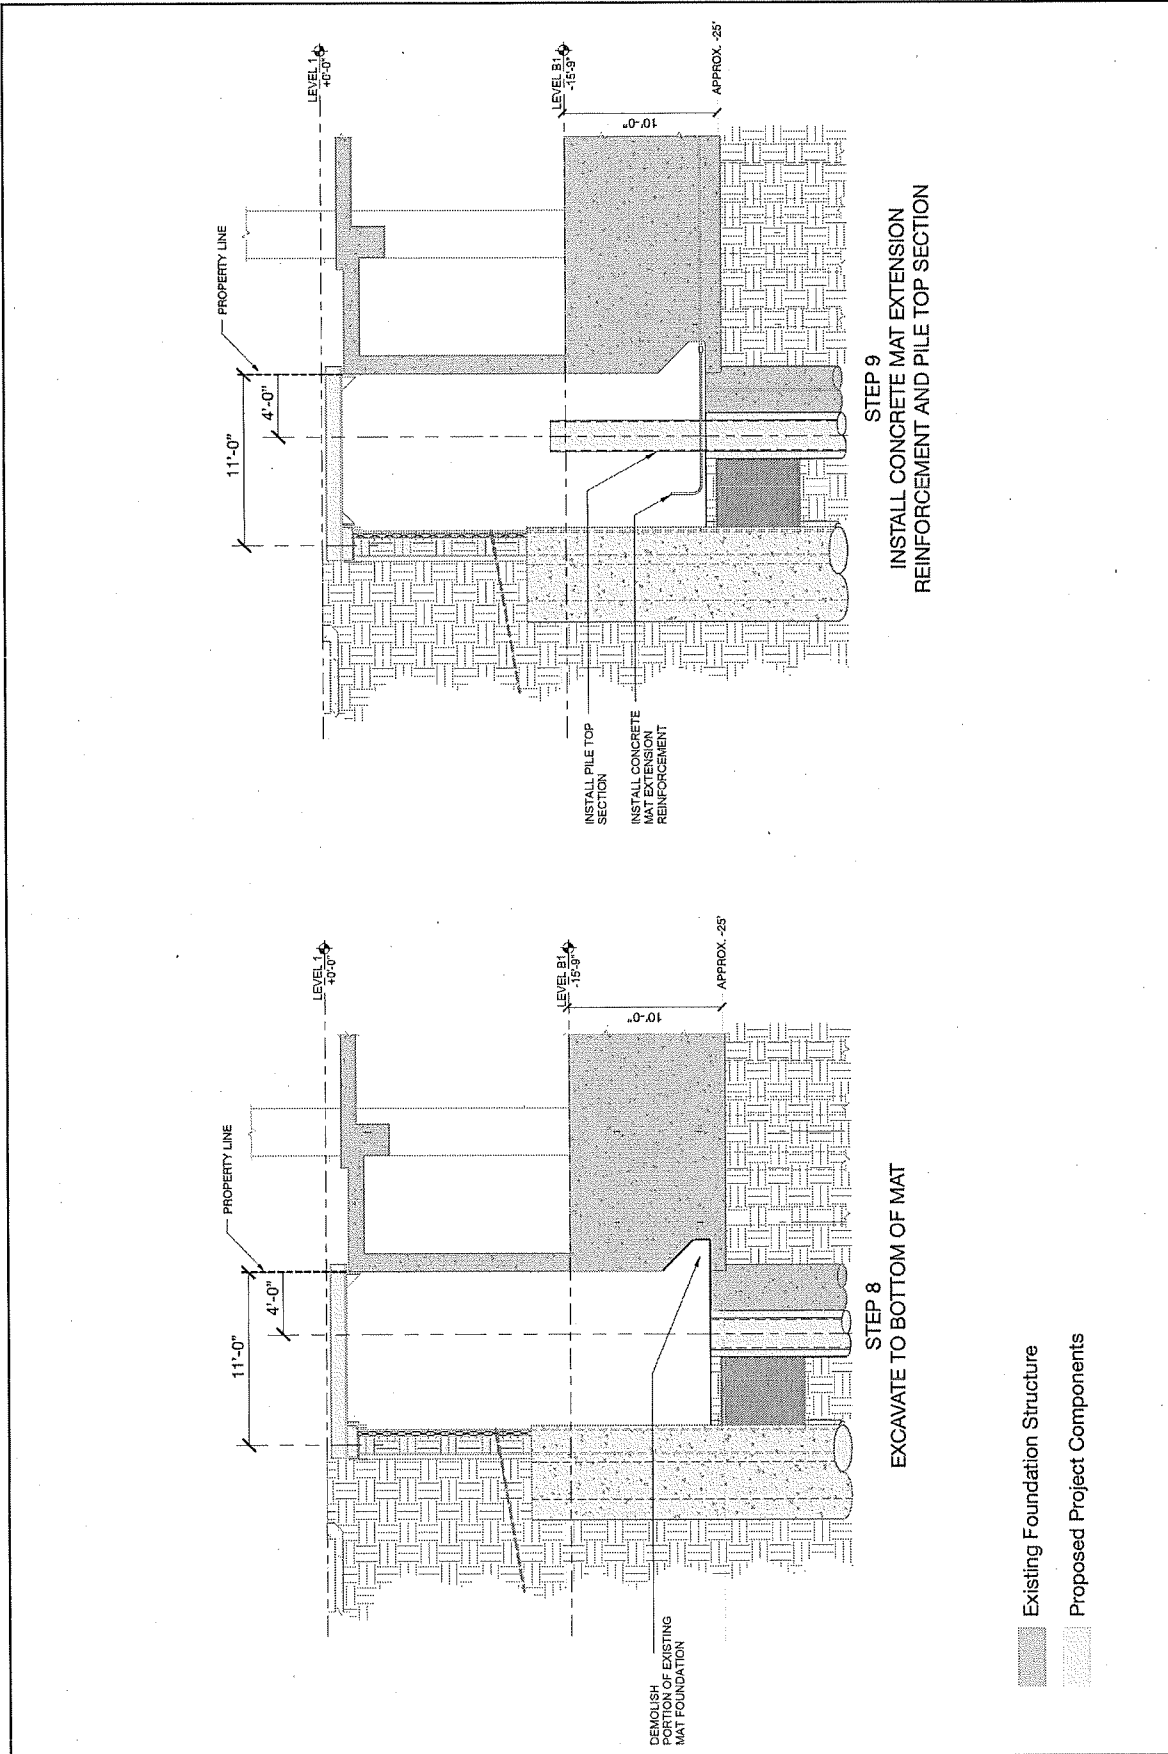 LEVEL 1
+0'-0"
PROPERTY LINE
11'-0"
4'-0"
LEVEL B1
-15'-9"
10'-0"
APPROX. -25'
DEMOLISH
PORTION OF EXISTING
MAT FOUNDATION
STEP 8
EXCAVATE TO BOTTOM OF MAT
LEVEL 1
+0'-0"
PROPERTY LINE
11'-0"
4'-0"
LEVEL B1
-15'-9"
10'-0"
APPROX. -25'
INSTALL PILE TOP
SECTION
INSTALL CONCRETE
MAT EXTENSION
REINFORCEMENT
STEP 9
INSTALL CONCRETE MAT EXTENSION
REINFORCEMENT AND PILE TOP SECTION
Existing Foundation Structure
Proposed Project Components